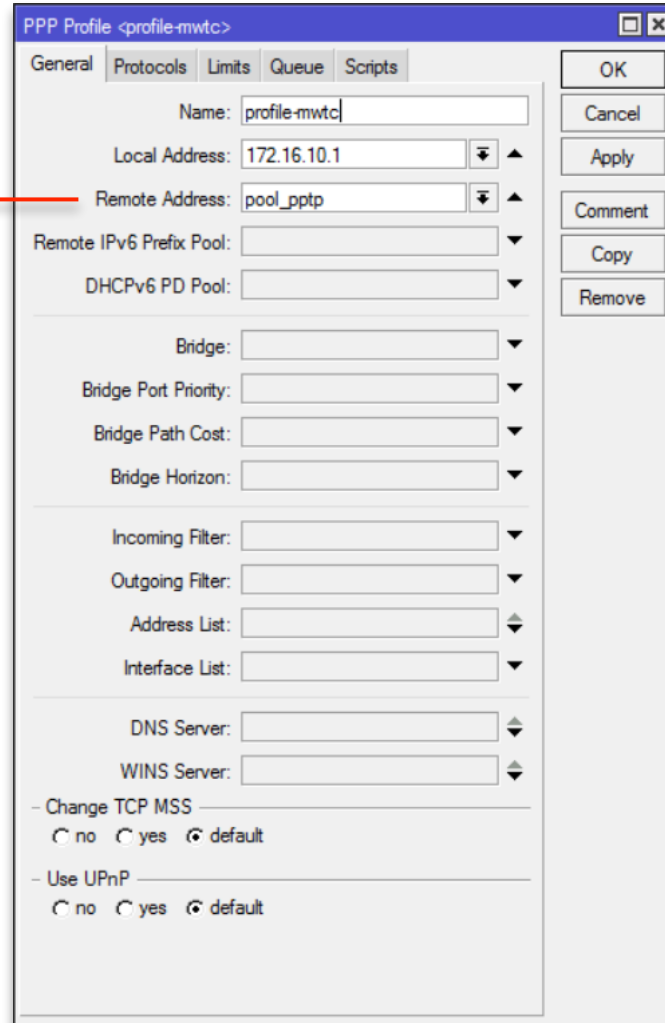 PPP Profile <profile-mwtc>
General Protocols Limits Queue Scripts
Name: profile-mwtc
Local Address: 172.16.10.1
Remote Address: pool_pptp
Remote IPv6 Prefix Pool:
DHCPv6 PD Pool:
Bridge:
Bridge Port Priority:
Bridge Path Cost:
Bridge Horizon:
Incoming Filter:
Outgoing Filter:
Address List:
Interface List:
DNS Server:
WINS Server:
Change TCP MSS
no yes default
Use UPnP
no yes default
OK
Cancel
Apply
Comment
Copy
Remove